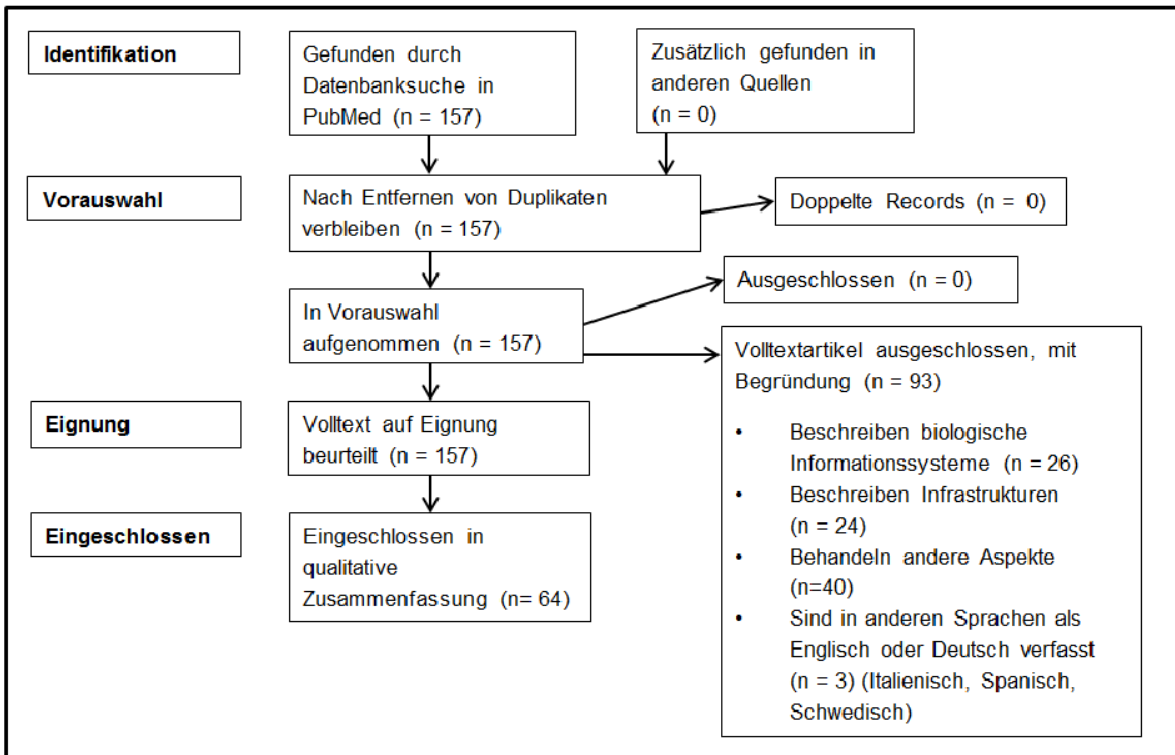 Identifikation
Gefunden durch
Datenbanksuche in
PubMed (n = 157)
Zusätzlich gefunden in
anderen Quellen
(n = 0)
Vorauswahl
Nach Entfernen von Duplikaten
verbleiben (n = 157)
Doppelte Records (n = 0)
Ausgeschlossen (n = 0)
In Vorauswahl
aufgenommen (n = 157)
Volltextartikel ausgeschlossen, mit
Begründung (n = 93)
• Beschreiben biologische
Informationssysteme (n = 26)
• Beschreiben Infrastrukturen
(n = 24)
• Behandeln andere Aspekte
(n=40)
• Sind in anderen Sprachen als
Englisch oder Deutsch verfasst
(n = 3) (Italienisch, Spanisch,
Schwedisch)
Eignung
Volltext auf Eignung
beurteilt (n = 157)
Eingeschlossen
Eingeschlossen in
qualitative
Zusammenfassung (n= 64)